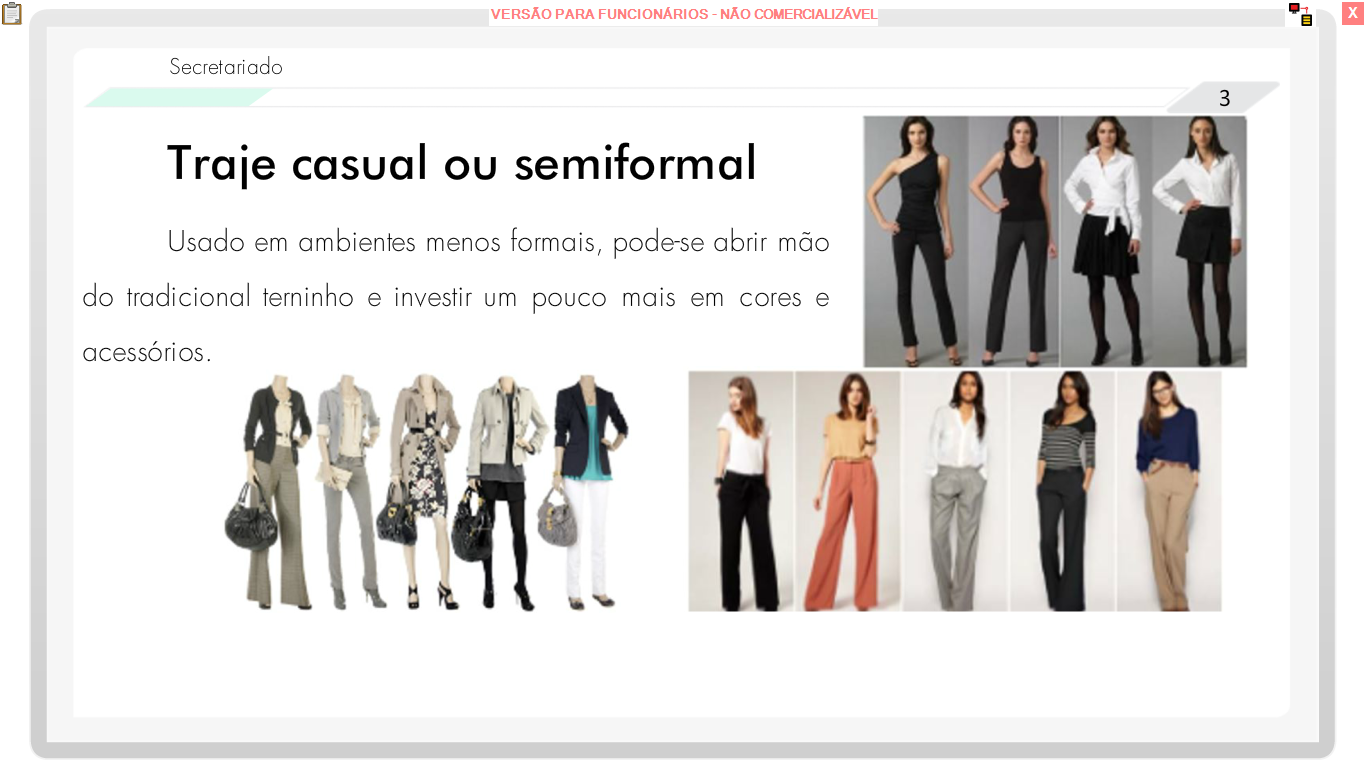 VERSÃO PARA FUNCIONÁRIOS - NÃO COMERCIALIZÁVEL
X
Secretariado
3
Traje casual ou semiformal
Usado em ambientes menos formais, pode-se abrir mão
do tradicional terninho e investir um pouco mais em cores e
acessórios.